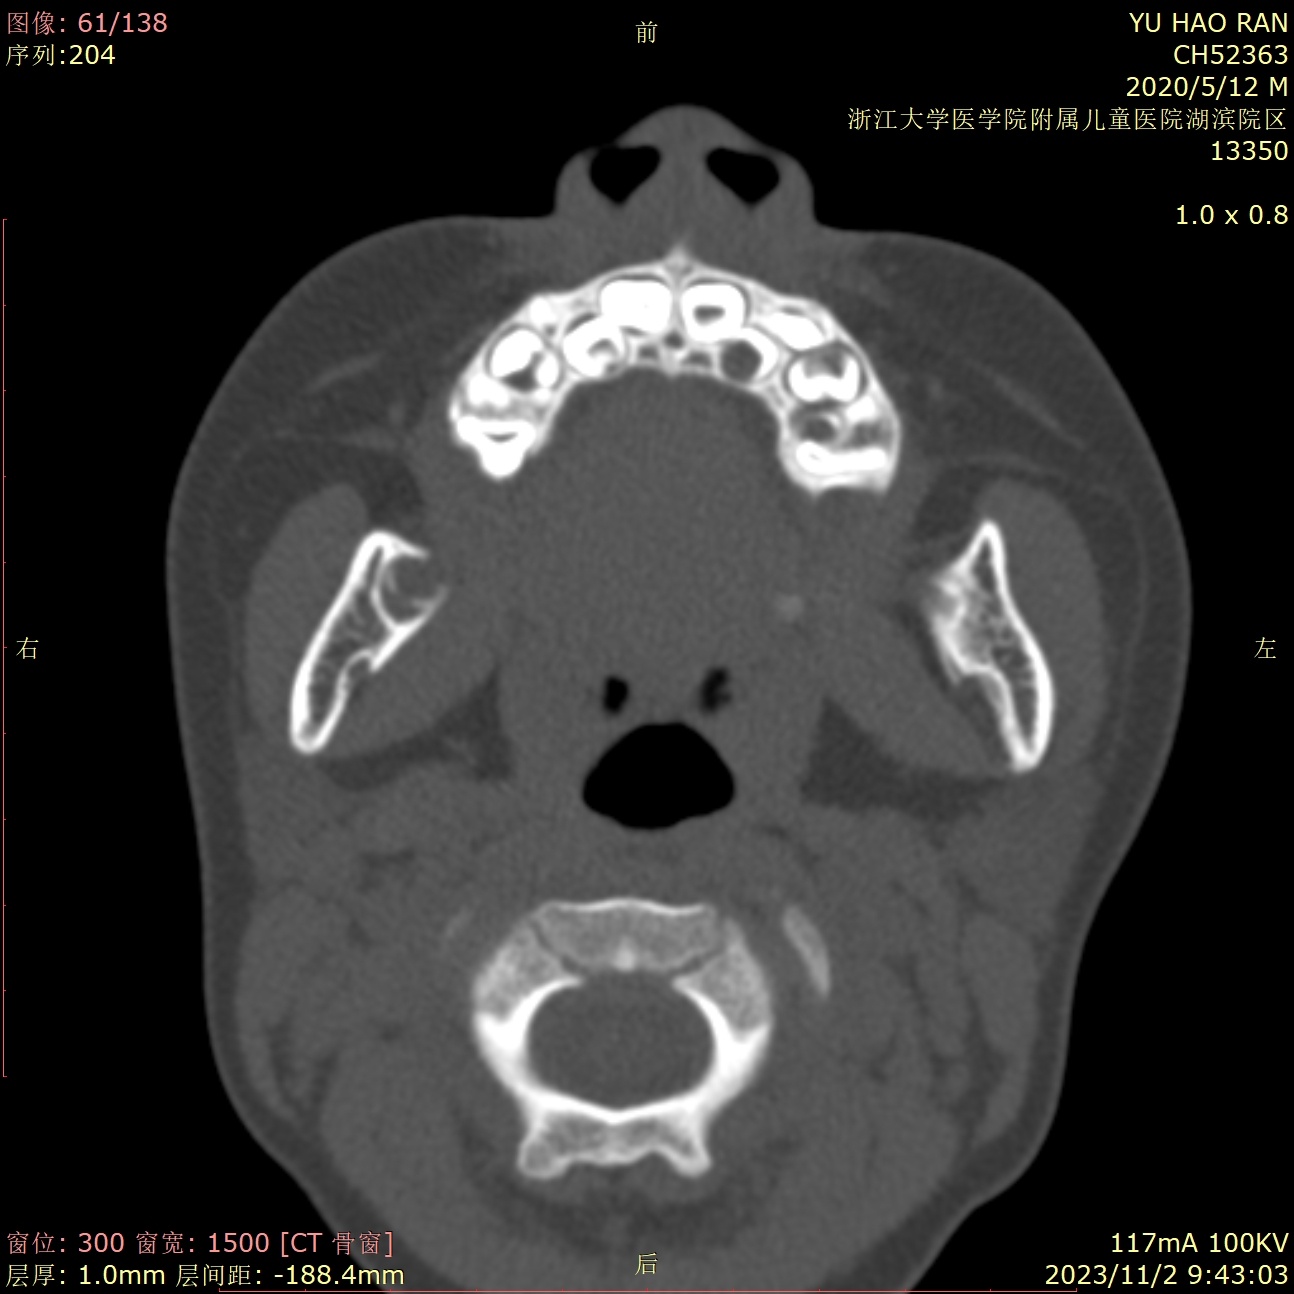 图像: 61/138
序列:204
前
YU HAO RAN
CH52363
2020/5/12 M
浙江大学医学院附属儿童医院湖滨院区
13350
1.0 x 0.8
右
左
窗位: 300 窗宽: 1500 [CT 骨窗]
层厚: 1.0mm 层间距: -188.4mm
后
117mA 100KV
2023/11/2 9:43:03